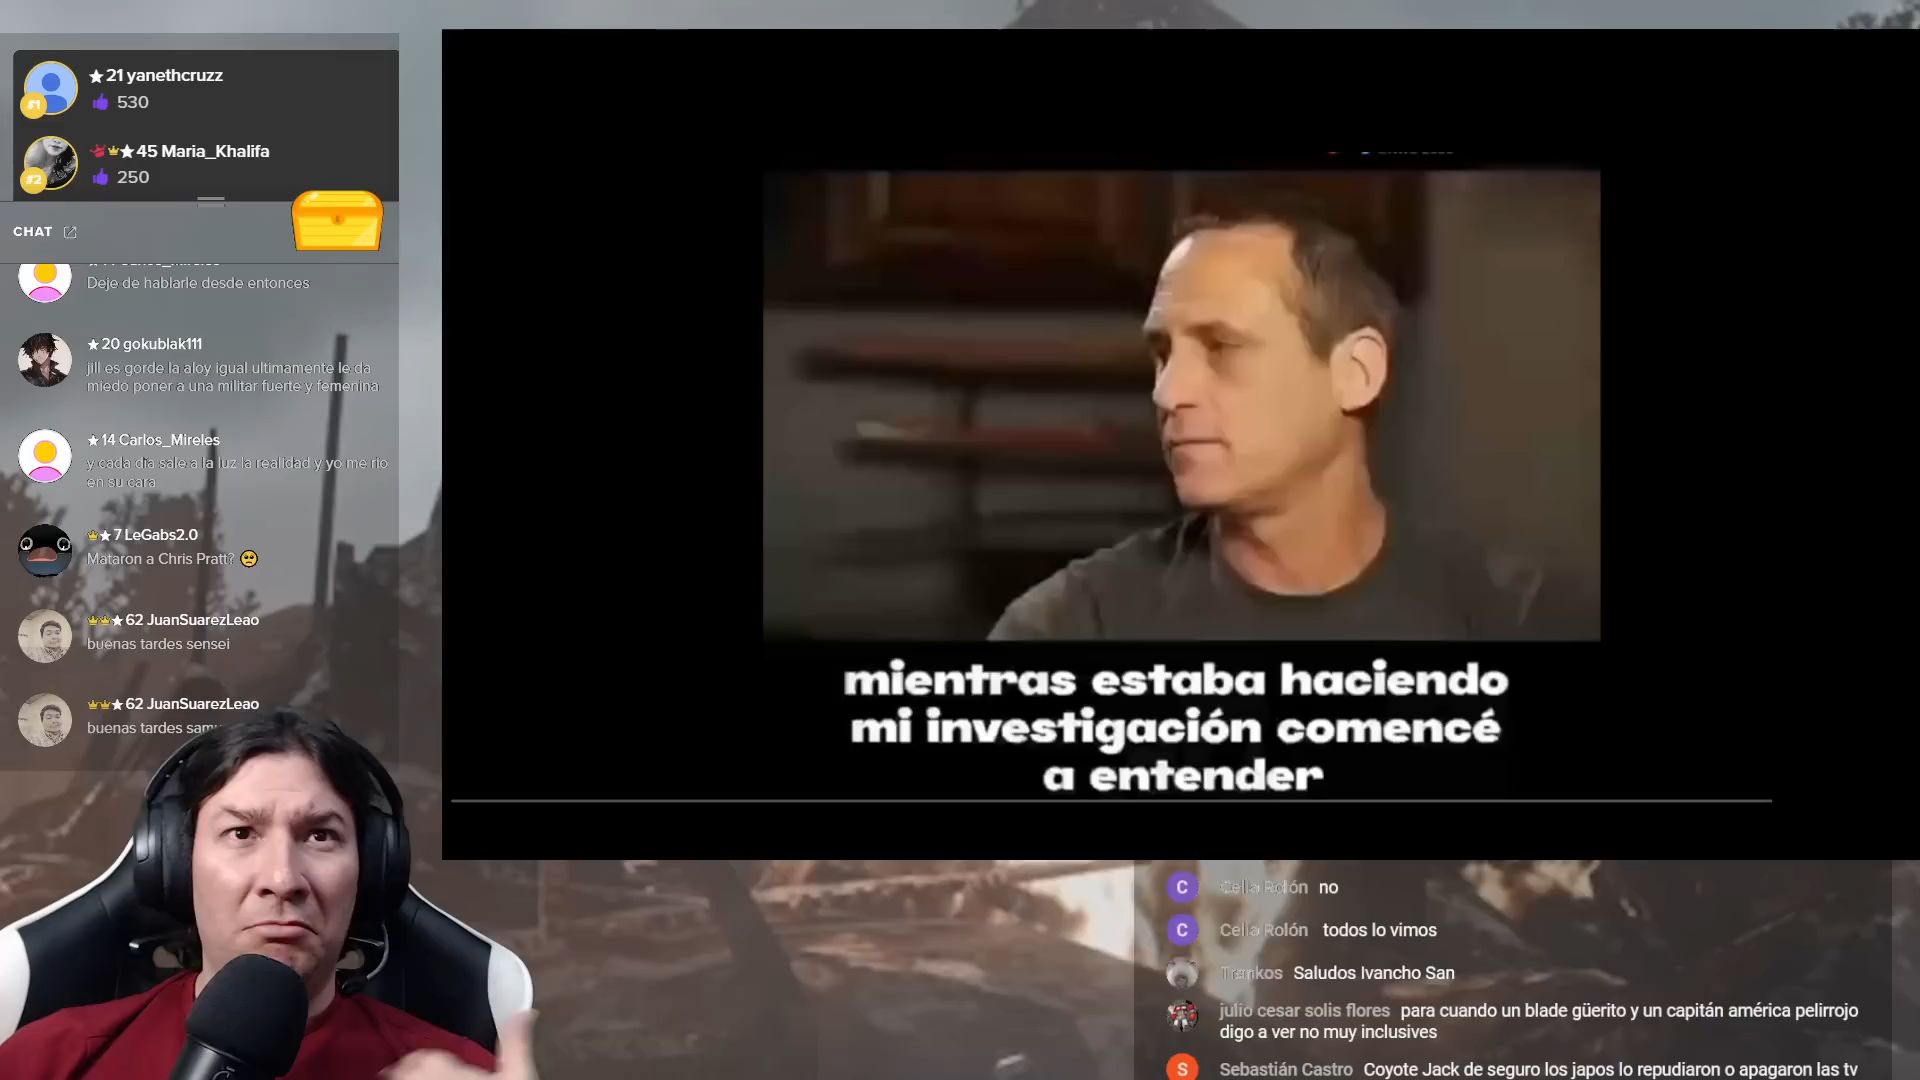 21 yanethcruzz
#1
530
45 Maria_Khalifa
#2
250
CHAT
Deje de hablarle desde entonces
20 gokublak111
jill es gorde la aloy igual ultimamente le da
miedo poner a una militar fuerte y femenina
14 Carlos_Mireles
y cada dia sale a la luz la realidad y yo me rio
en su cara
7 LeGabs2.0
Mataron a Chris Pratt?
62 JuanSuarezLeao
buenas tardes sensei
62 JuanSuarezLeao
buenas tardes
mientras estaba haciendo
mi investigación comencé
a entender
C Celia Rolón no
C Celia Rolón todos lo vimos
Trankos Saludos Ivancho San
julio cesar solis flores para cuando un blade güerito y un capitán américa pelirrojo
digo a ver no muy inclusives
S Sebastián Castro Coyote Jack de seguro los japos lo repudiaron o apagaron las tv